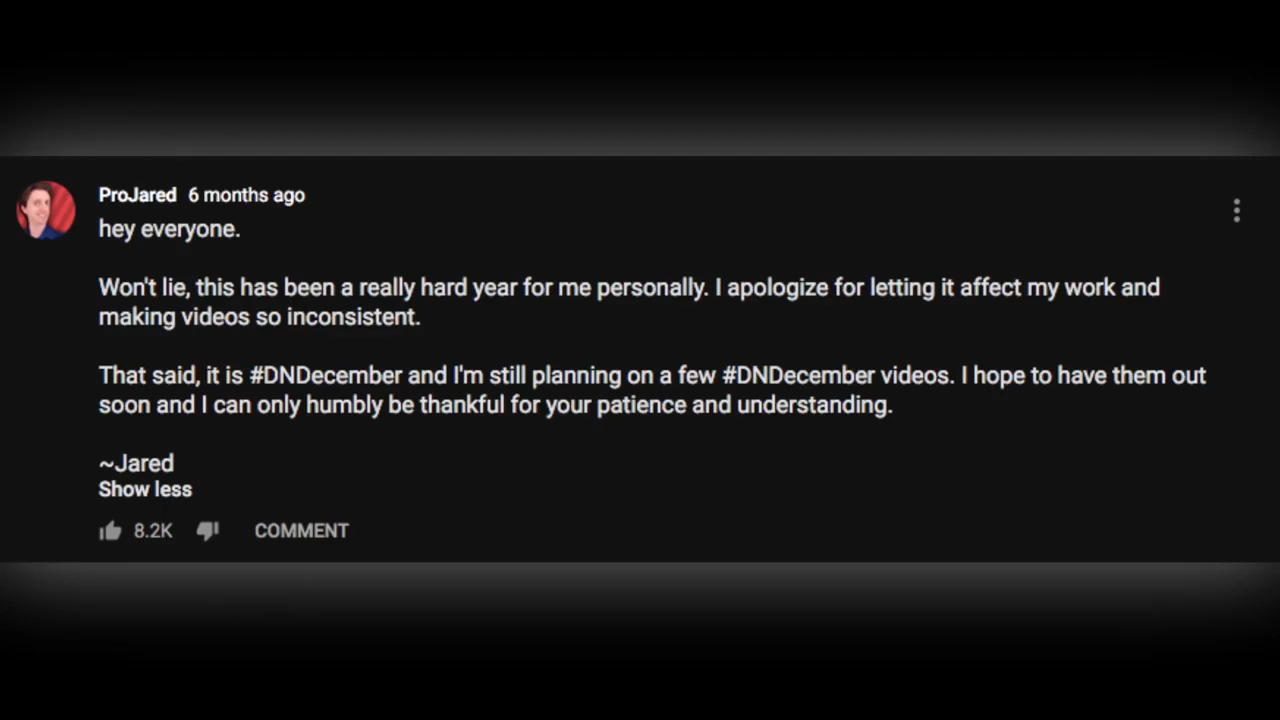 ProJared 6 months ago
hey everyone.
Won't lie, this has been a really hard year for me personally. I apologize for letting it affect my work and
making videos so inconsistent.
That said, it is #DNDecember and I'm still planning on a few #DNDecember videos. I hope to have them out
soon and I can only humbly be thankful for your patience and understanding.
~Jared
Show less
8.2K COMMENT